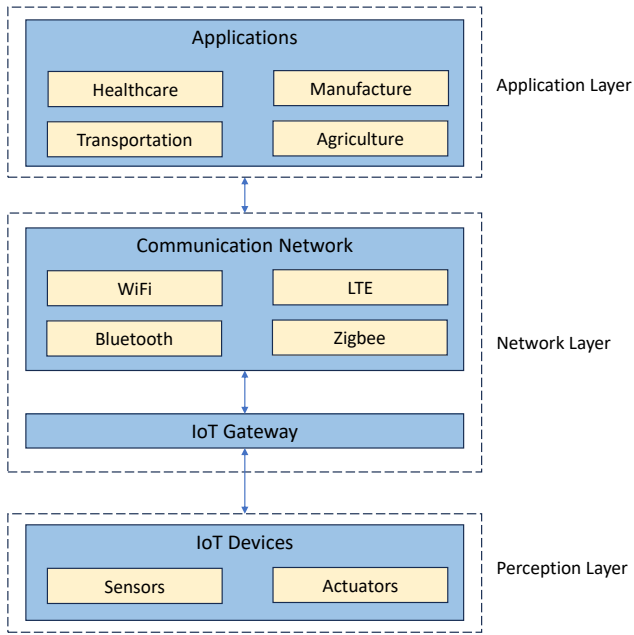 Applications
Healthcare
Manufacture
Transportation
Agriculture
Application Layer
Communication Network
WiFi
LTE
Bluetooth
Zigbee
Network Layer
IoT Gateway
IoT Devices
Sensors
Actuators
Perception Layer